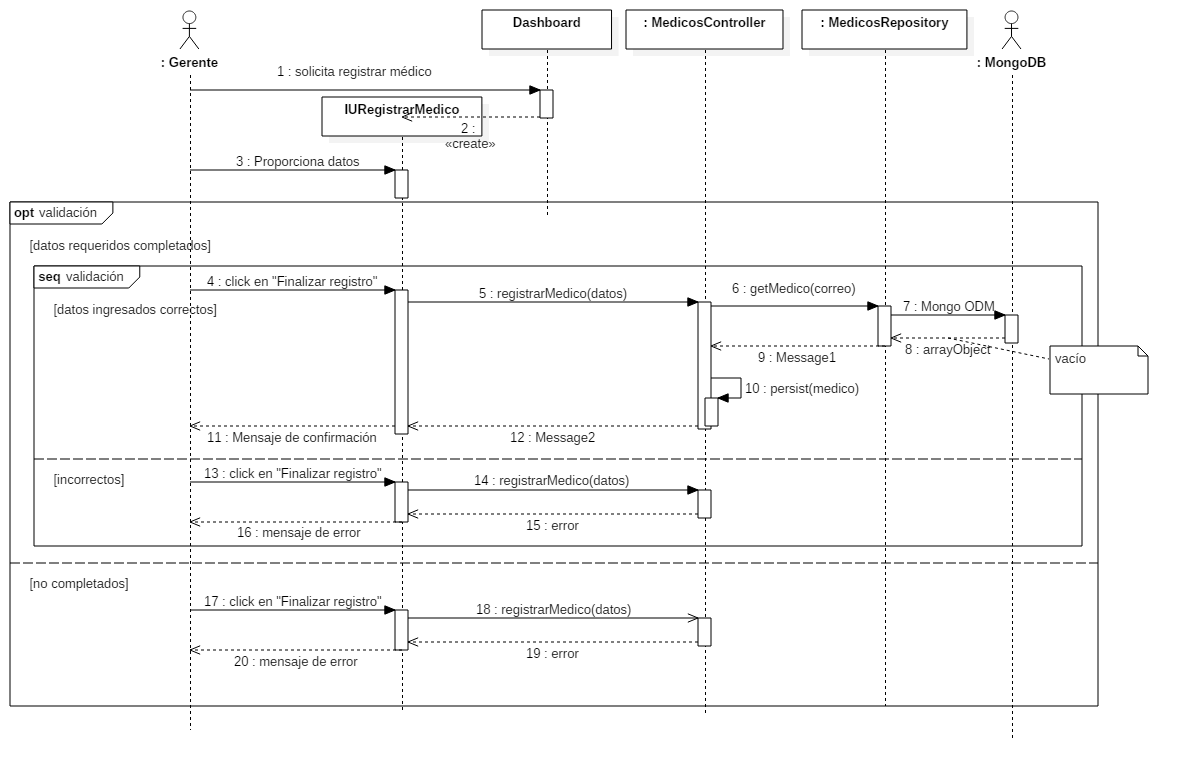 Dashboard
: MedicosController
: MedicosRepository
: Gerente
: MongoDB
1 : solicita registrar médico
IURegistrarMedico
2 :
«create»
3 : Proporciona datos
opt validación
[datos requeridos completados]
seq validación
4 : click en "Finalizar registro"
5 : registrarMedico(datos)
6 : getMedico(correo)
7 : Mongo ODM
[datos ingresados correctos]
8 : arrayObject
vacío
9 : Message1
10 : persist(medico)
11 : Mensaje de confirmación
12 : Message2
13 : click en "Finalizar registro"
14 : registrarMedico(datos)
[incorrectos]
15 : error
16 : mensaje de error
[no completados]
17 : click en "Finalizar registro"
18 : registrarMedico(datos)
19 : error
20 : mensaje de error